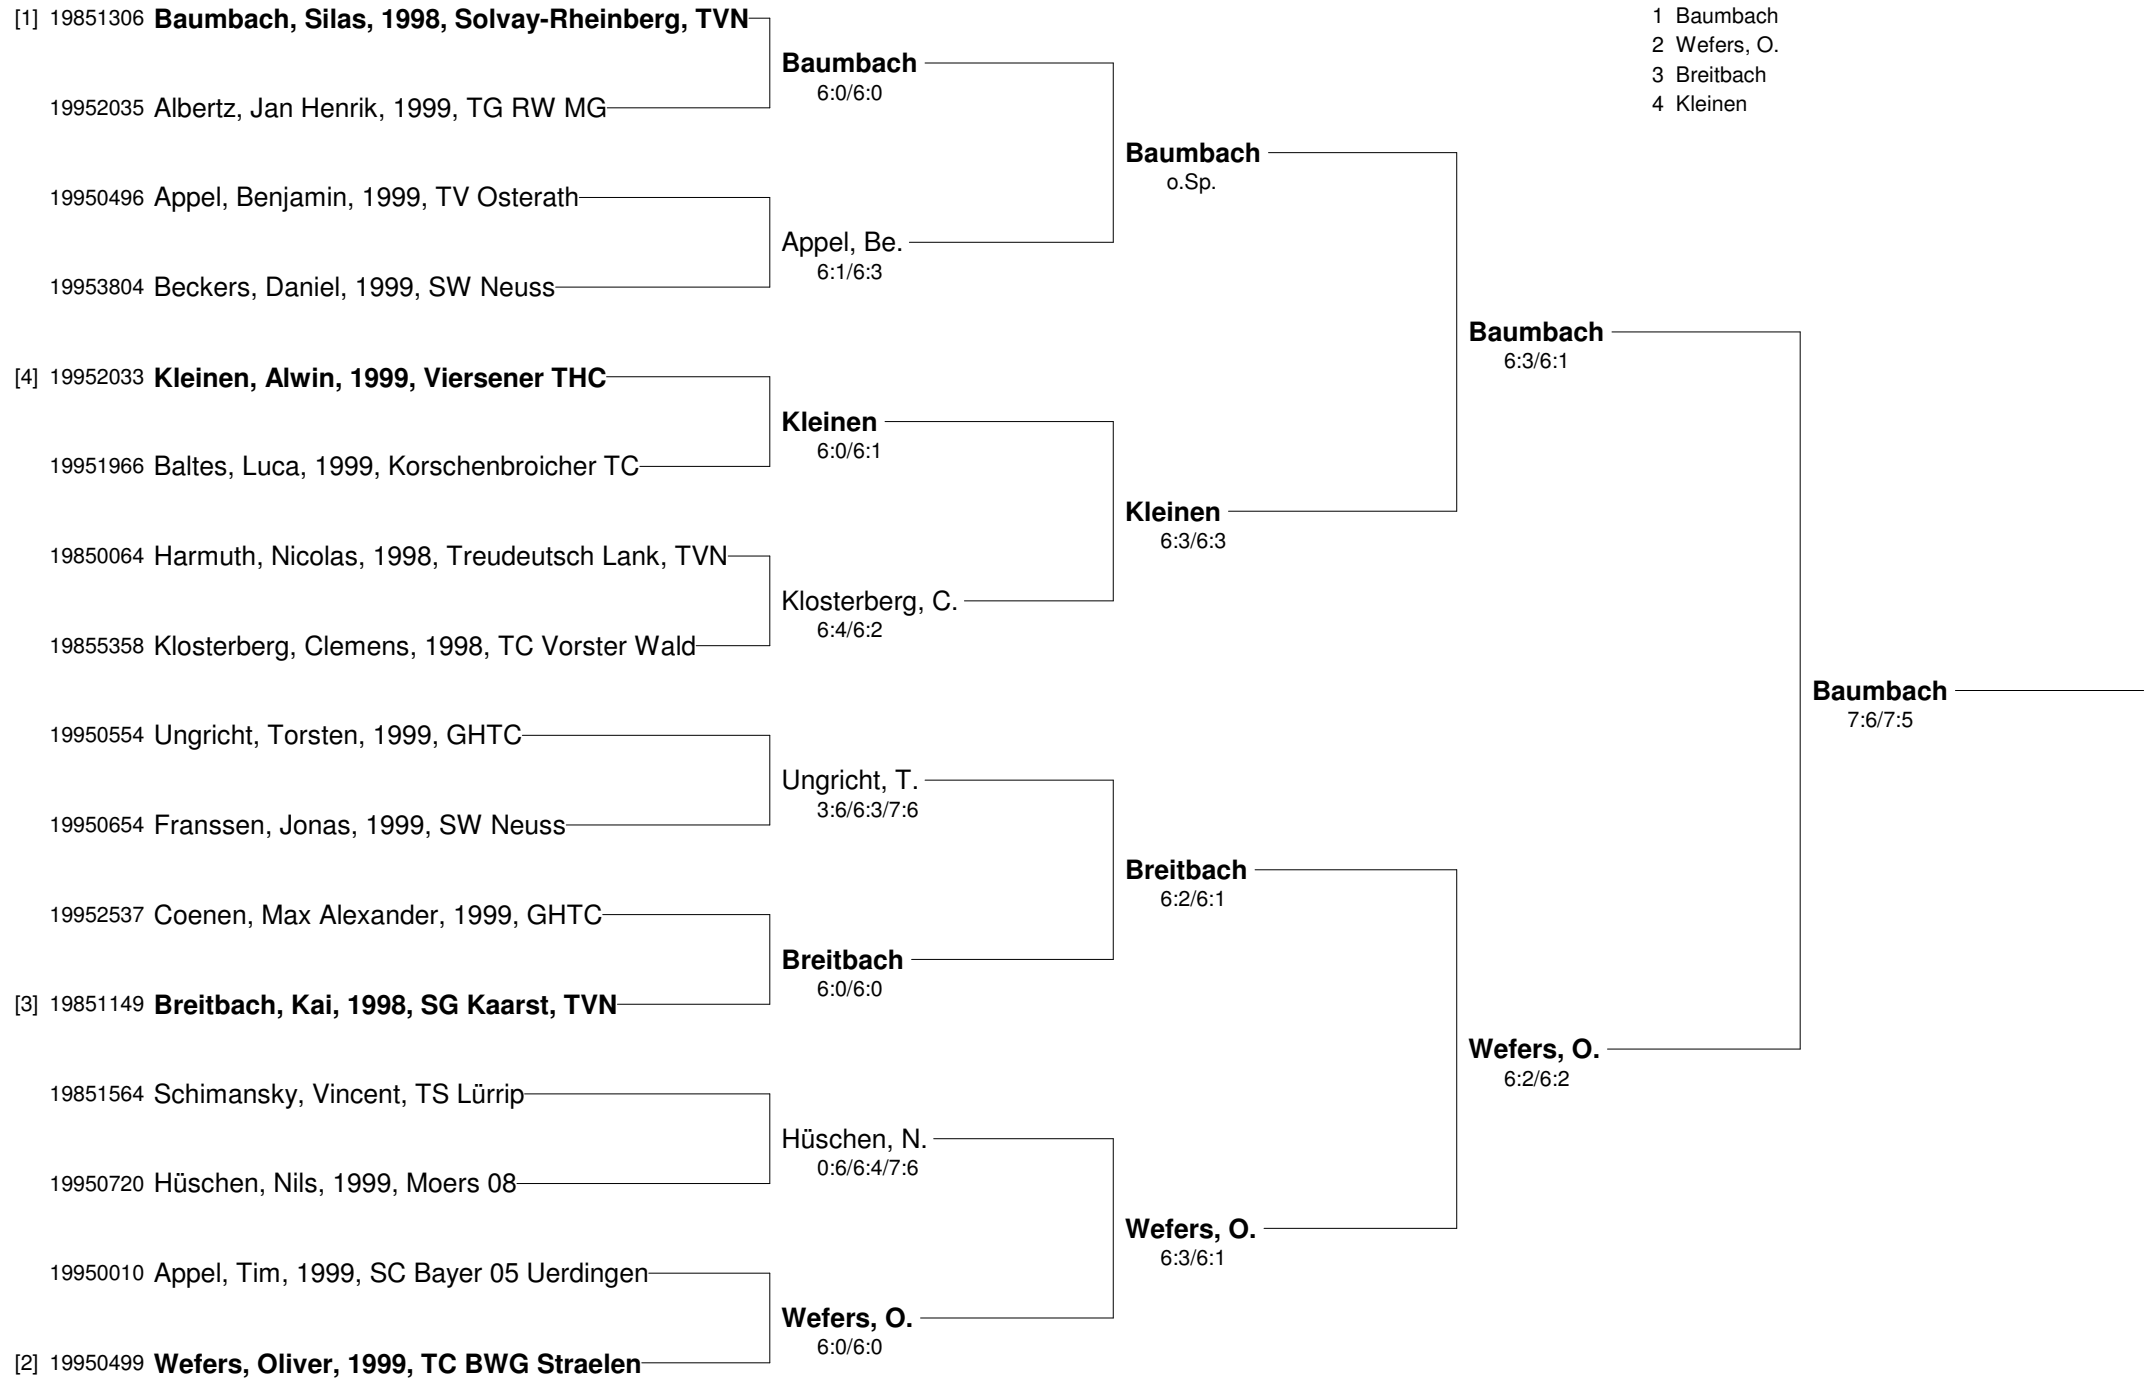 [1] 19851306 Baumbach, Silas, 1998, Solvay-Rheinberg, TVN
19952035 Albertz, Jan Henrik, 1999, TG RW MG
19950496 Appel, Benjamin, 1999, TV Osterath
19953804 Beckers, Daniel, 1999, SW Neuss
[4] 19952033 Kleinen, Alwin, 1999, Viersener THC
19951966 Baltes, Luca, 1999, Korschenbroicher TC
19850064 Harmuth, Nicolas, 1998, Treudeutsch Lank, TVN
19855358 Klosterberg, Clemens, 1998, TC Vorster Wald
19950554 Ungricht, Torsten, 1999, GHTC
19950654 Franssen, Jonas, 1999, SW Neuss
19952537 Coenen, Max Alexander, 1999, GHTC
[3] 19851149 Breitbach, Kai, 1998, SG Kaarst, TVN
19851564 Schimansky, Vincent, TS Lürrip
19950720 Hüschen, Nils, 1999, Moers 08
19950010 Appel, Tim, 1999, SC Bayer 05 Uerdingen
[2] 19950499 Wefers, Oliver, 1999, TC BWG Straelen
Baumbach
6:0/6:0
Appel, Be.
6:1/6:3
Kleinen
6:0/6:1
Klosterberg, C.
6:4/6:2
Ungricht, T.
3:6/6:3/7:6
Breitbach
6:0/6:0
Hüschen, N.
0:6/6:4/7:6
Wefers, O.
6:0/6:0
Baumbach
o.Sp.
Kleinen
6:3/6:3
Breitbach
6:2/6:1
Wefers, O.
6:3/6:1
Baumbach
6:3/6:1
Wefers, O.
6:2/6:2
Baumbach
7:6/7:5
1 Baumbach
2 Wefers, O.
3 Breitbach
4 Kleinen